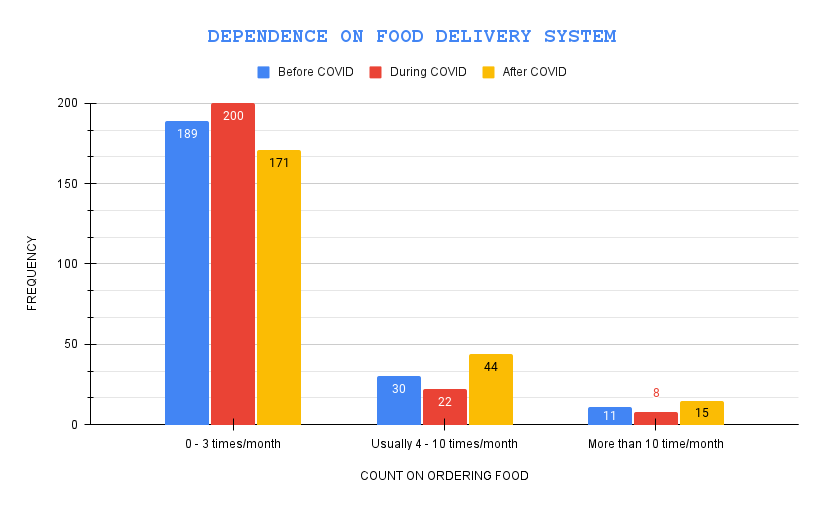 DEPENDENCE ON FOOD DELIVERY SYSTEM
Before COVID During COVID After COVID
200
150
100
50
0
FREQUENCY
189 200 171
30 22 44
11 8 15
0 - 3 times/month Usually 4 - 10 times/month More than 10 time/month
COUNT ON ORDERING FOOD